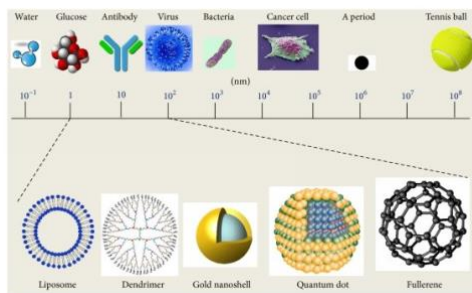 Water Glucose Antibody Virus Bacteria Cancer cell A period Tennis ball
(nm)
10⁻¹ 1 10 10² 10³ 10⁴ 10⁵ 10⁶ 10⁷ 10⁸
Liposome Dendrimer Gold nanoshell Quantum dot Fullerene